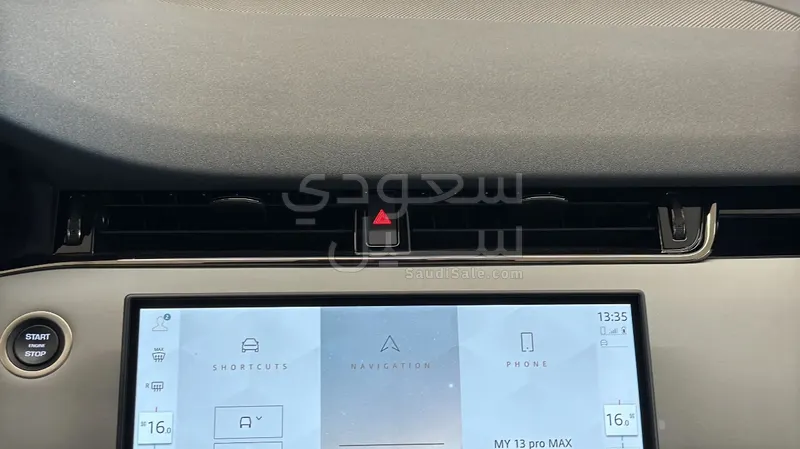 سعودي
سيل
SaudiSale.com
START
ENGINE
STOP
2
13:35
SHORTCUTS
NAVIGATION
PHONE
MAX
R
16.0
16.0
MY 13 pro MAX